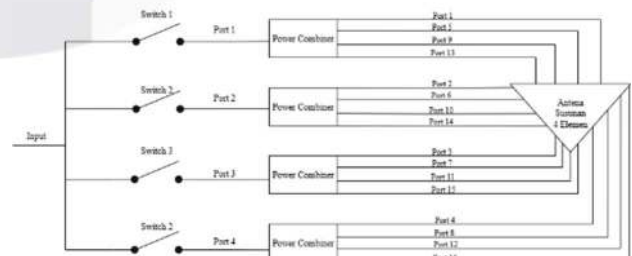 Switch 1
Port 1
Power Combiner
Port 1
Port 5
Port 9
Port 13
Switch 2
Port 2
Power Combiner
Port 2
Port 6
Port 10
Port 14
Antena
Susunan
4 Elemen
Input
Switch 3
Port 3
Power Combiner
Port 3
Port 7
Port 11
Port 15
Switch 2
Port 4
Power Combiner
Port 4
Port 8
Port 12